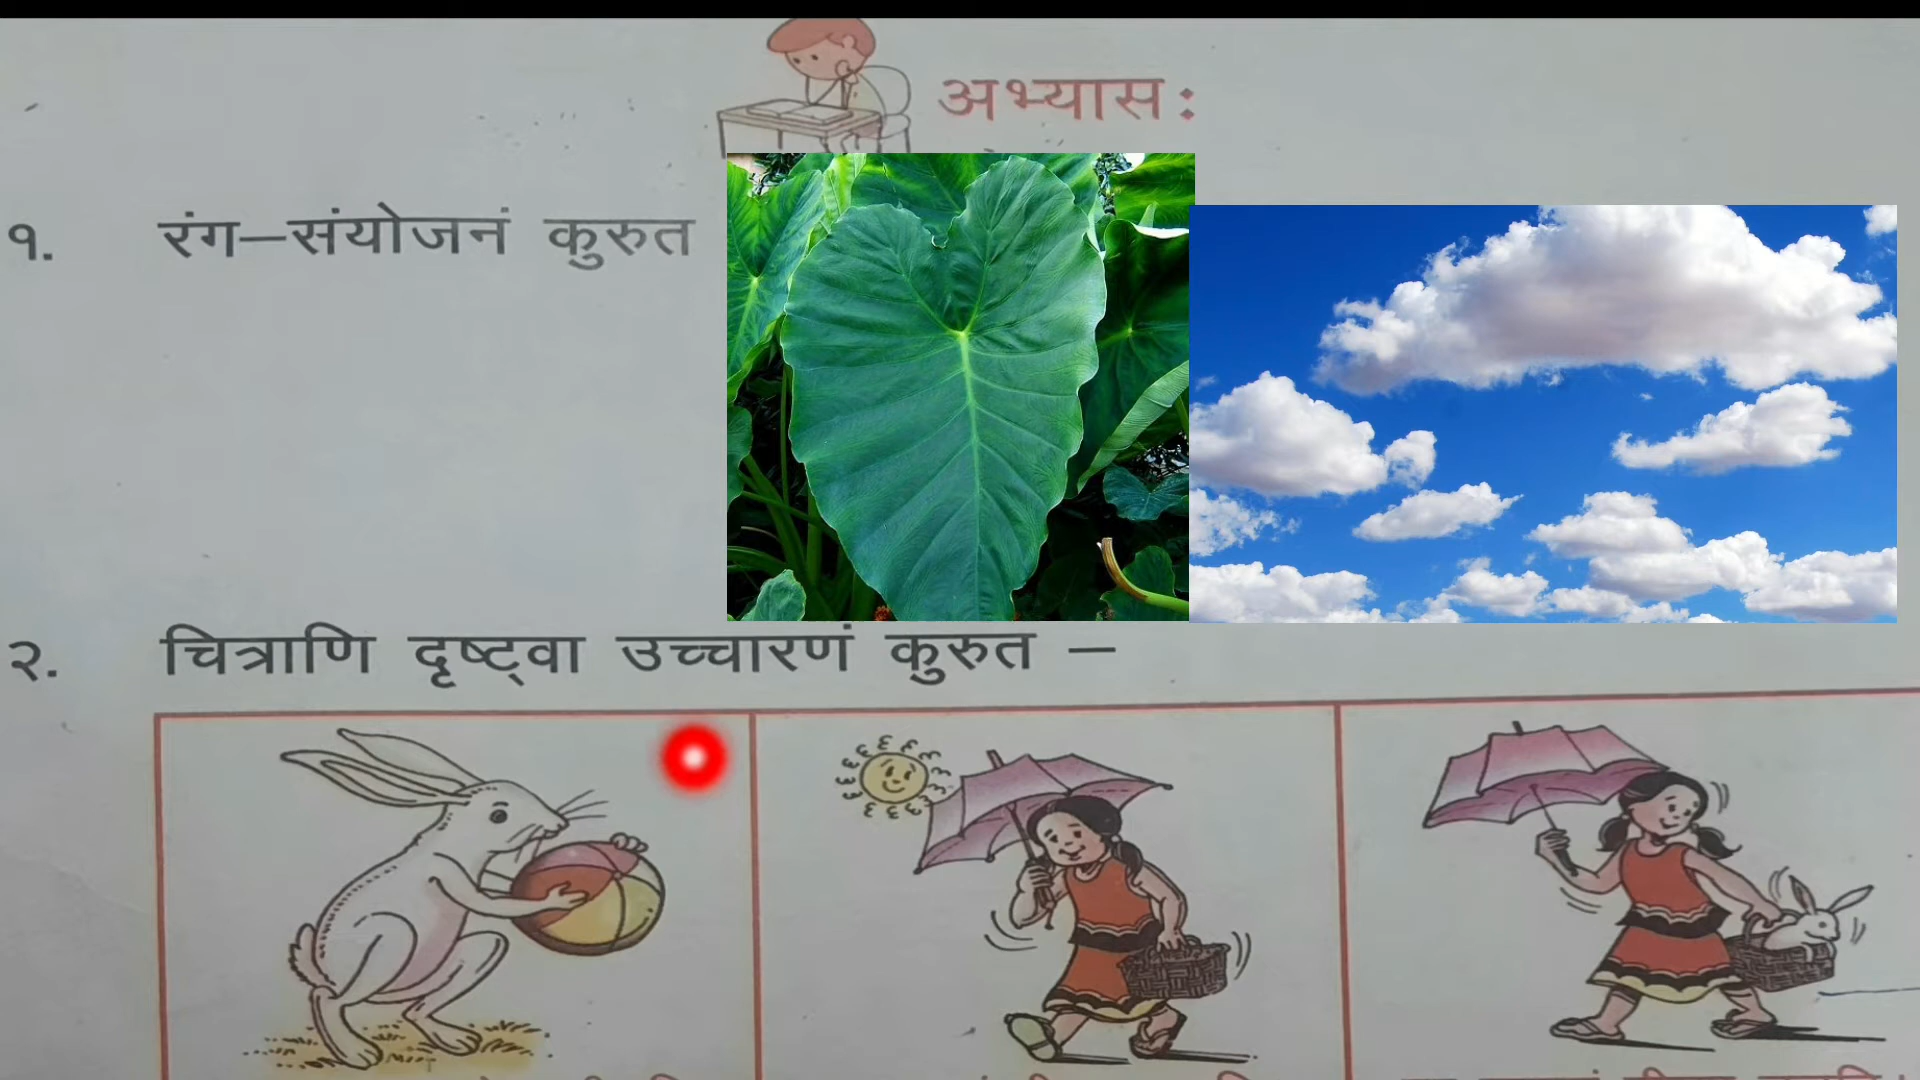 अभ्यासः
१. रंग–संयोजनं कुरुत
२. चित्राणि दृष्ट्वा उच्चारणं कुरुत –